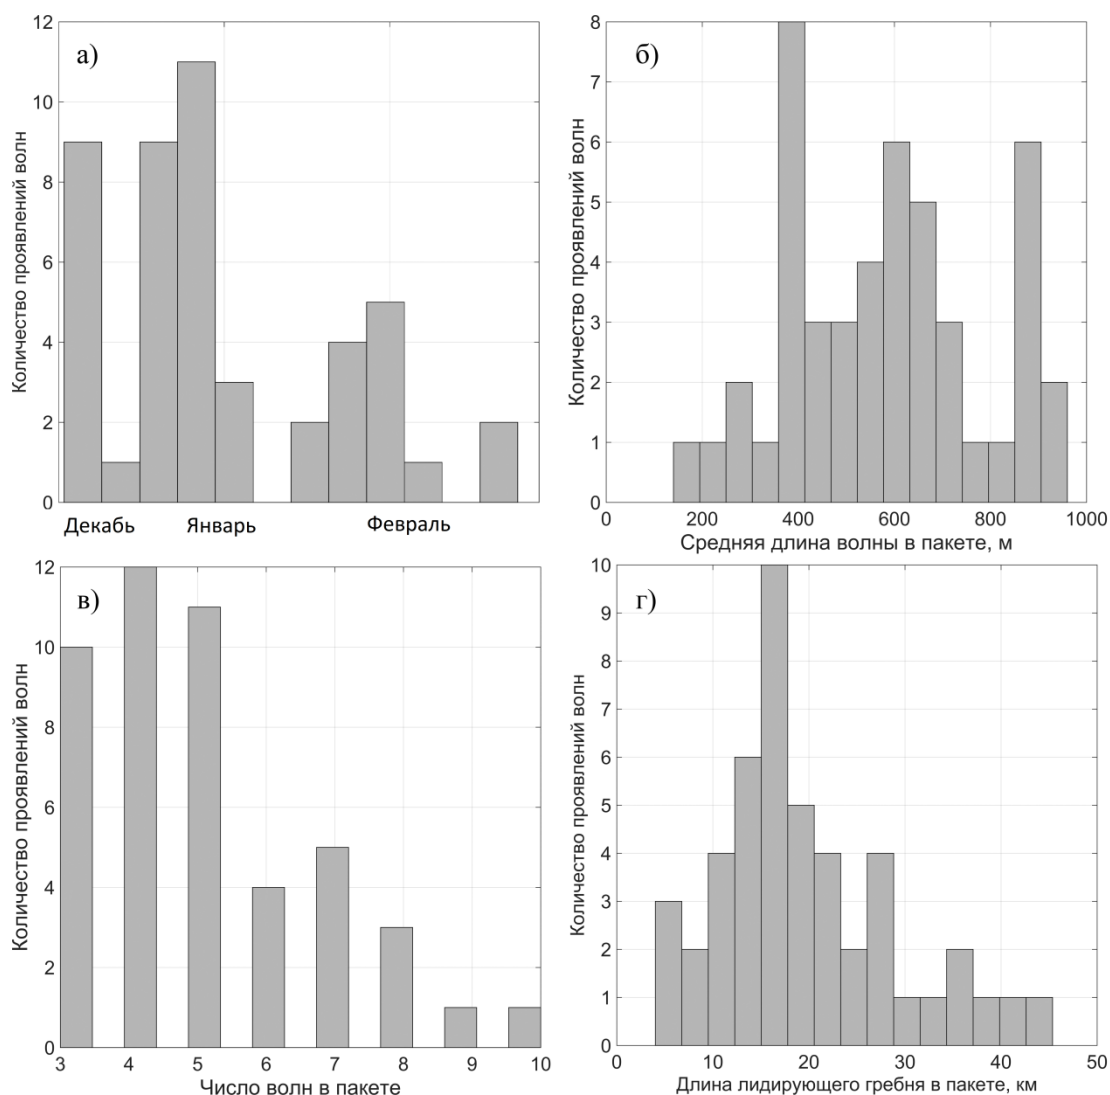 а)
Количество проявлений волн
12
10
8
6
4
2
0
Декабь Январь Февраль
б)
Количество проявлений волн
8
7
6
5
4
3
2
1
0
0 200 400 600 800 1000
Средняя длина волны в пакете, м
в)
Количество проявлений волн
12
10
8
6
4
2
0
3 4 5 6 7 8 9 10
Число волн в пакете
г)
Количество проявлений волн
10
9
8
7
6
5
4
3
2
1
0
0 10 20 30 40 50
Длина лидирующего гребня в пакете, км